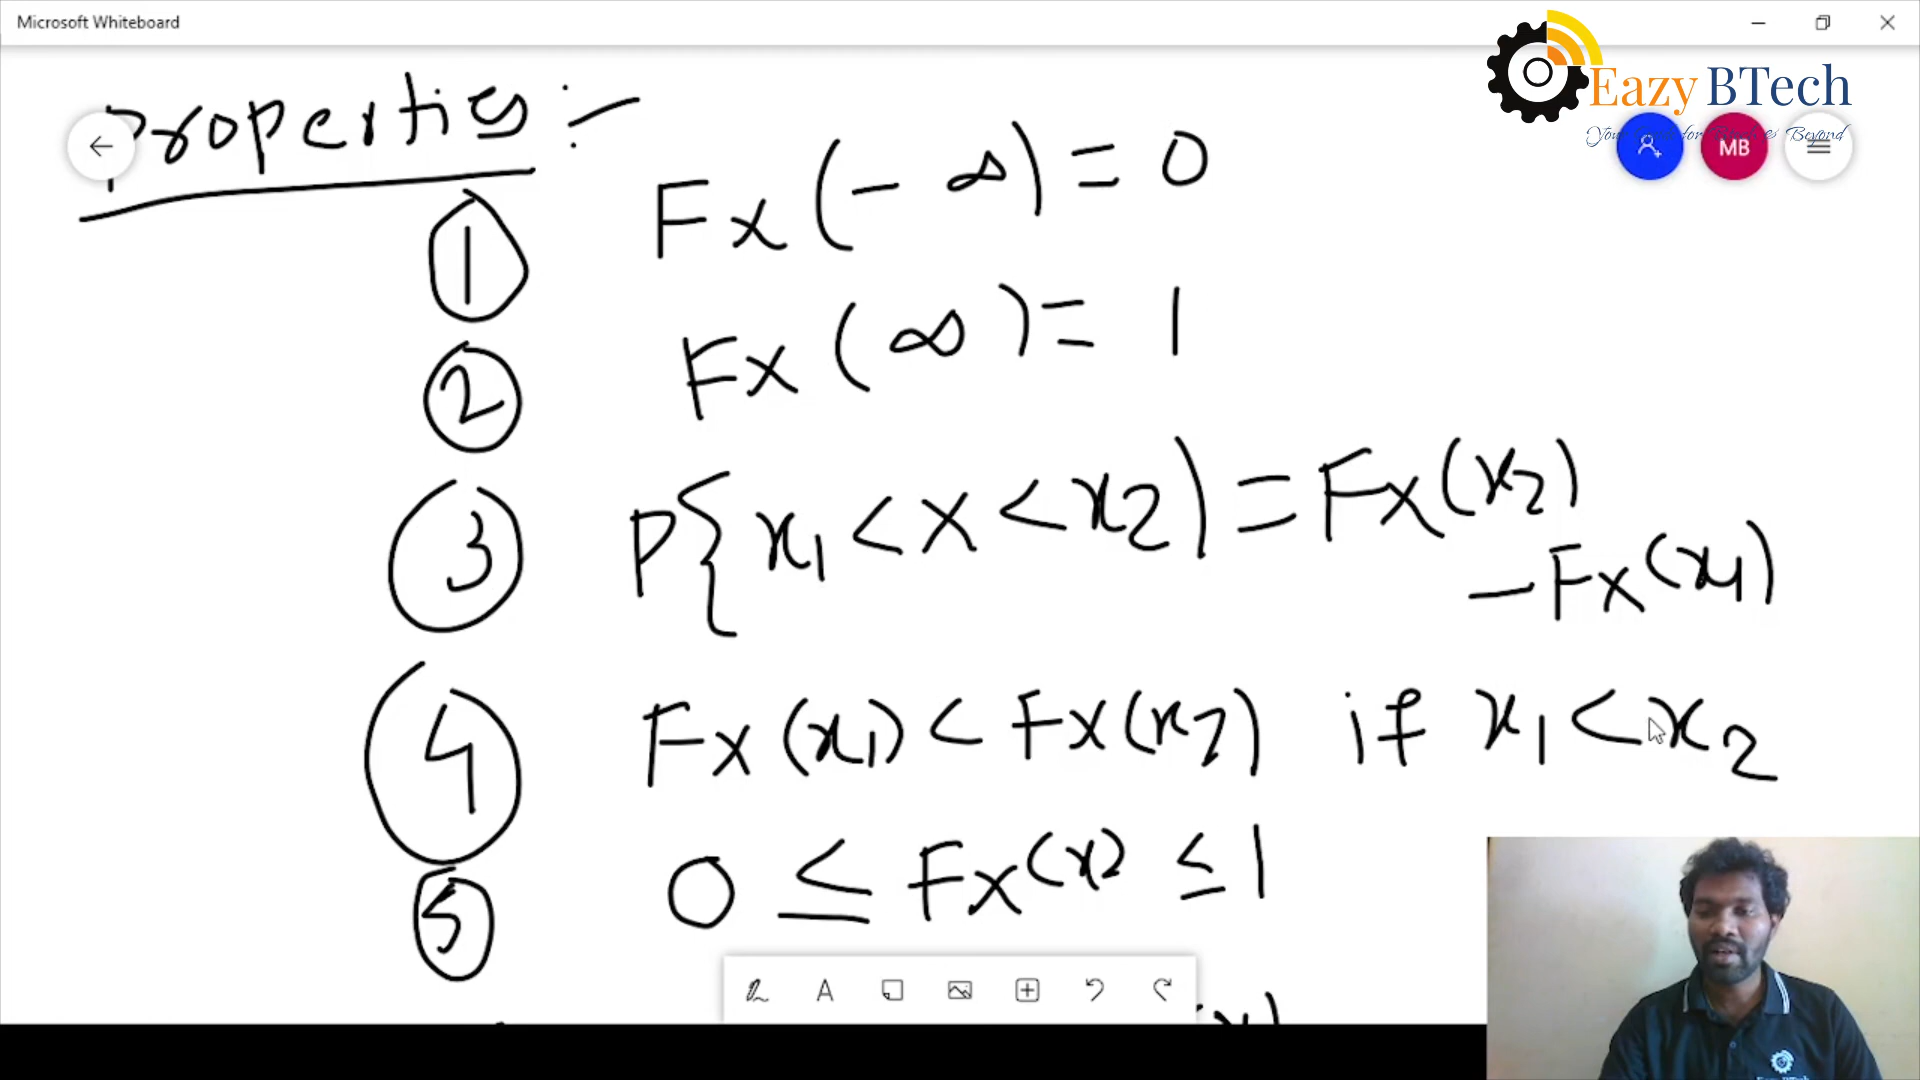 Microsoft Whiteboard
Eazy BTech
MB
Properties :-
1 Fx (- ∞) = 0
2 Fx ( ∞ ) = 1
3 P{ x1 < x < x2 ) = Fx(x2)
- Fx(x1)
4 Fx (x1) < Fx (x2) if x1 < x2
5 0 ≤ Fx(x) ≤ 1
A